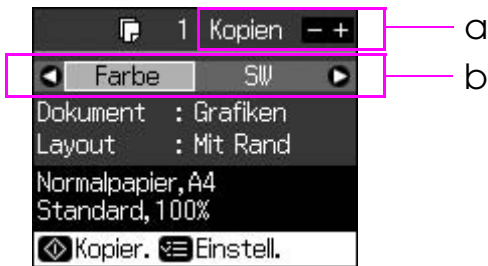 1 Kopien - + a
Farbe SW b
Dokument : Grafiken
Layout : Mit Rand
Normalpapier,A4
Standard,100%
Kopier. Einstell.